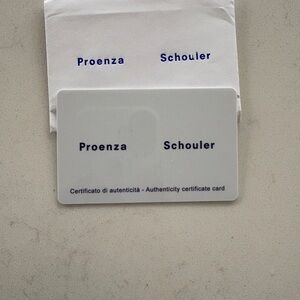 Proenza Schouler
Proenza Schouler
Certificato di autenticità - Authenticity certificate card